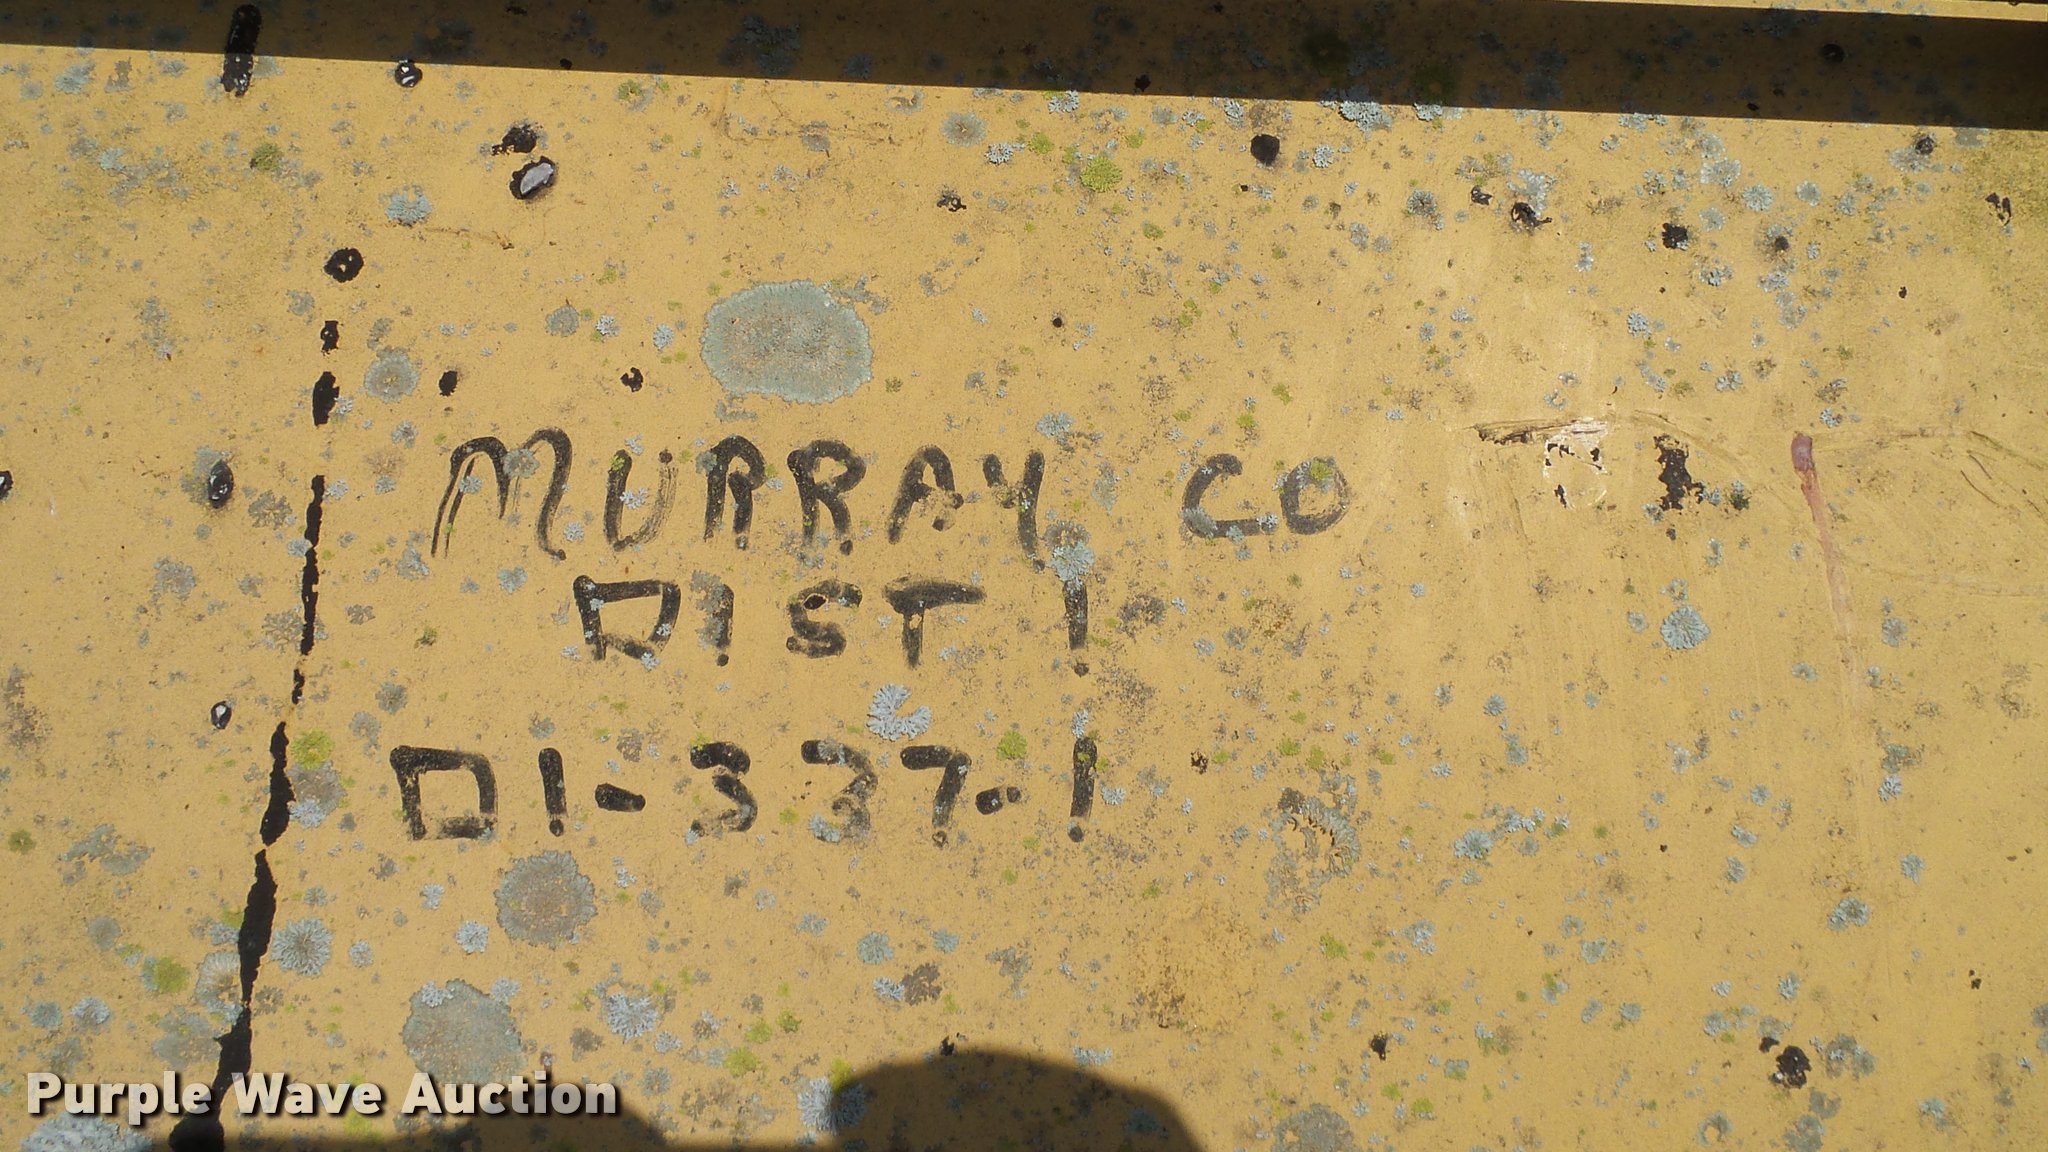 MURRAY CO
DIST 1
D1-337-1
Purple Wave Auction